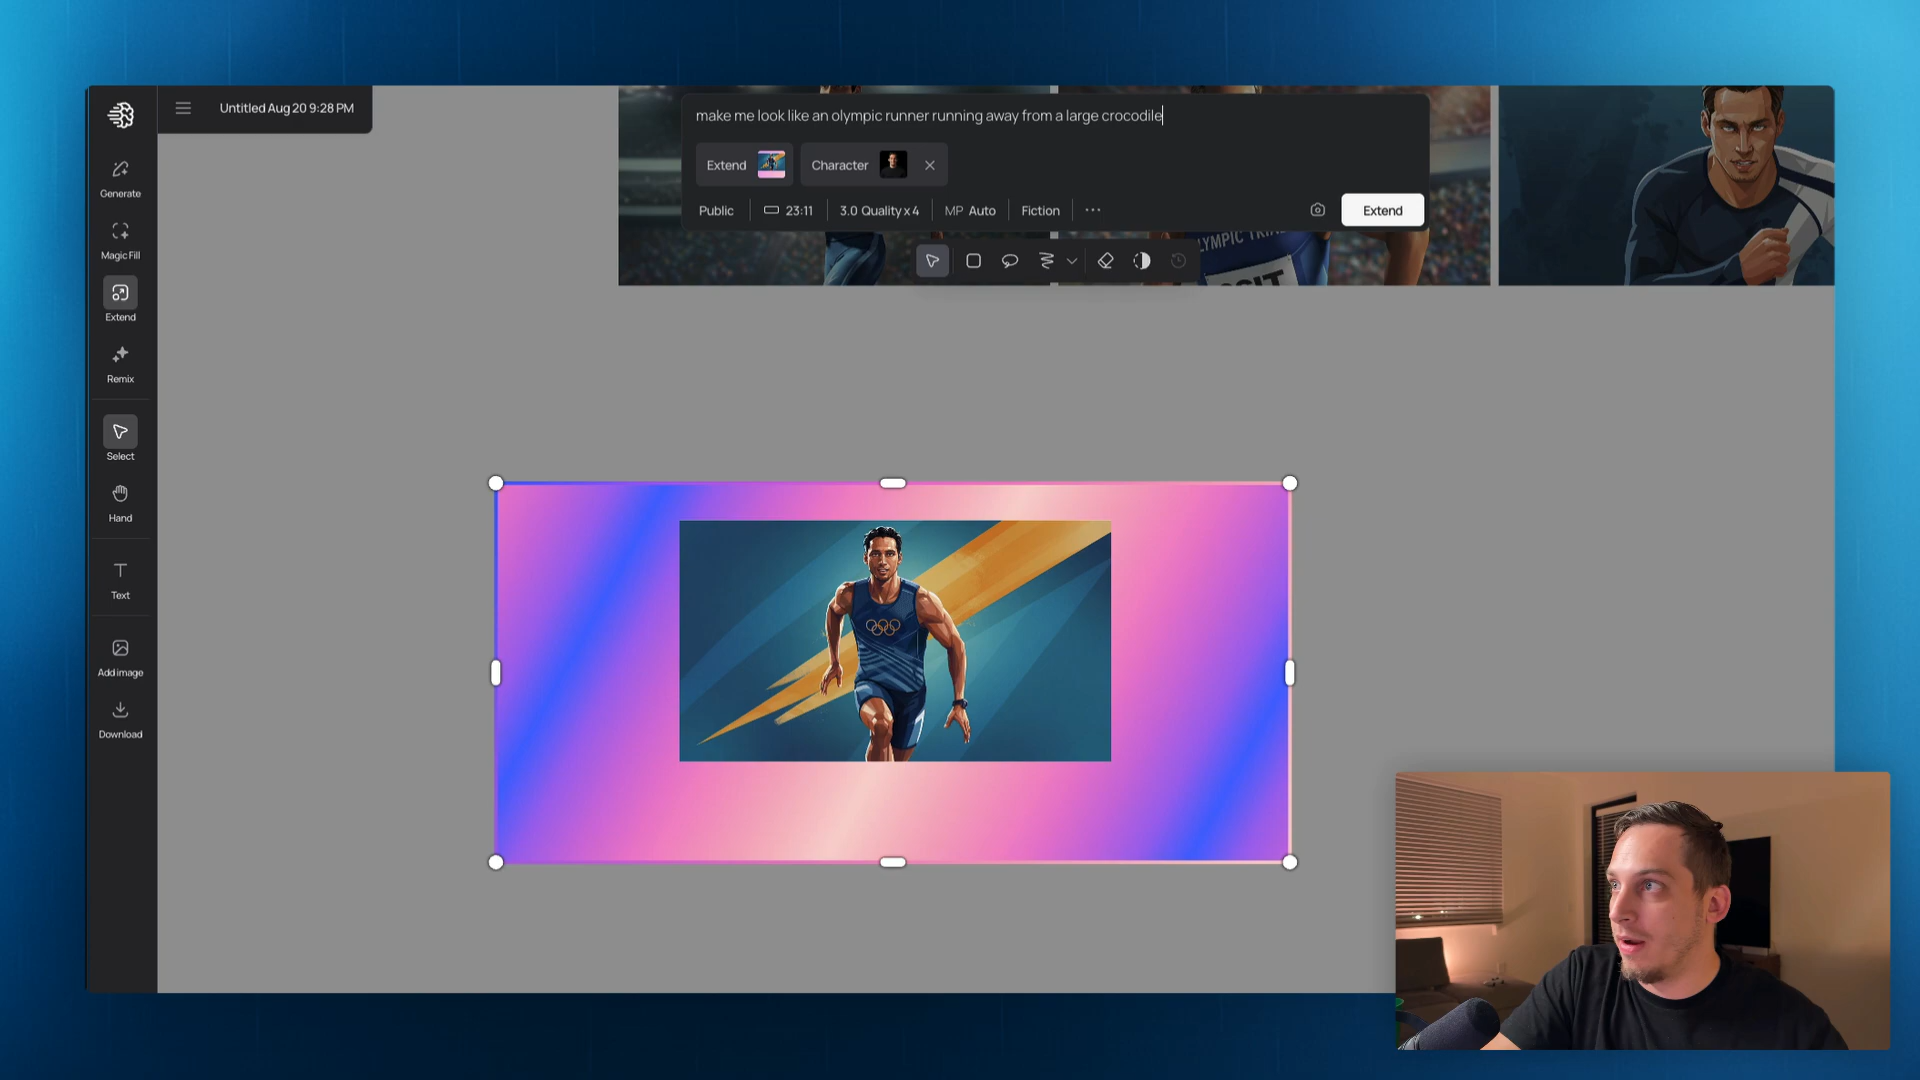 Untitled Aug 20 9:28 PM
make me look like an olympic runner running away from a large crocodile
Extend
Character
Public
23:11
3.0 Quality x 4
MP Auto
Fiction
Extend
Generate
Magic Fill
Extend
Remix
Select
Hand
Text
Add image
Download